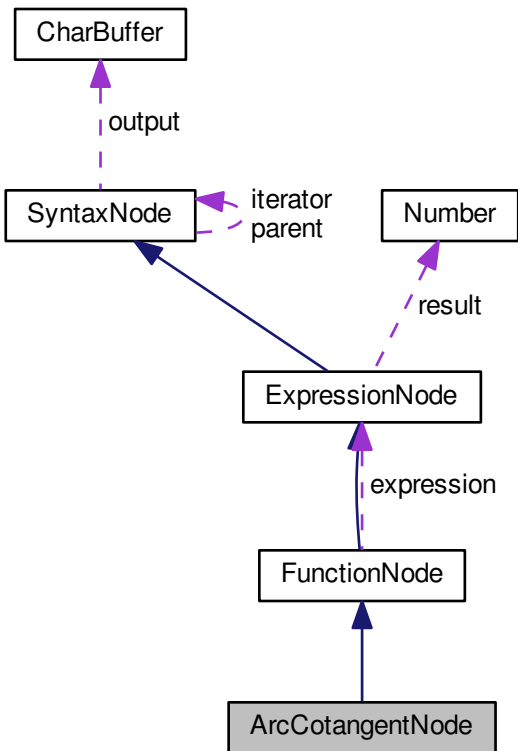 CharBuffer
output
SyntaxNode
iterator
parent
Number
result
ExpressionNode
expression
FunctionNode
ArcCotangentNode